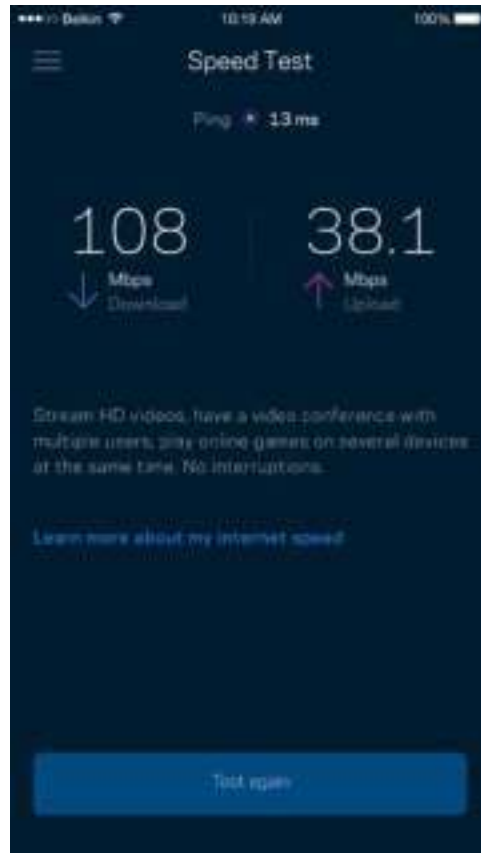 Belkin 10:19 AM 100%
Speed Test
Ping 13 ms
108 38.1
Mbps Mbps
Download Upload
Stream HD videos, have a video conference with
multiple users, play online games on several devices
at the same time. No interruptions.
Learn more about my internet speed
Test again